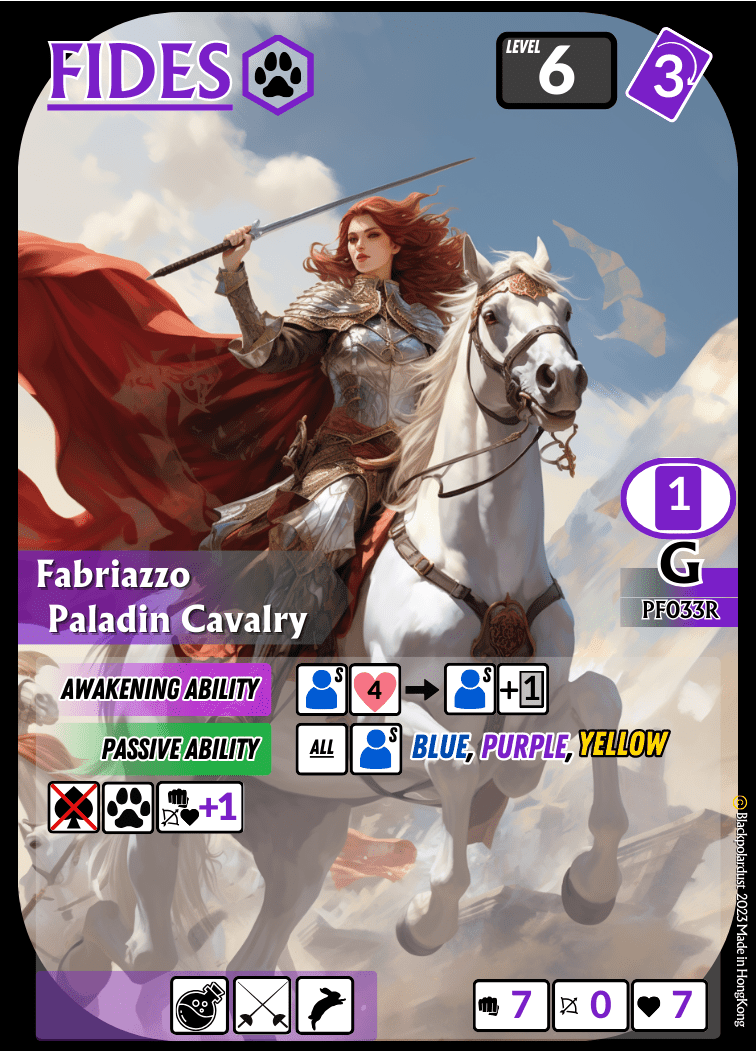 FIDES
LEVEL
6
3
1
G
PF033R
Fabriazzo
Paladin Cavalry
AWAKENING ABILITY
S 4 S +1
PASSIVE ABILITY
ALL S BLUE, PURPLE, YELLOW
+1
7 0 7
© Blackpolardust 2023 Made in HongKong